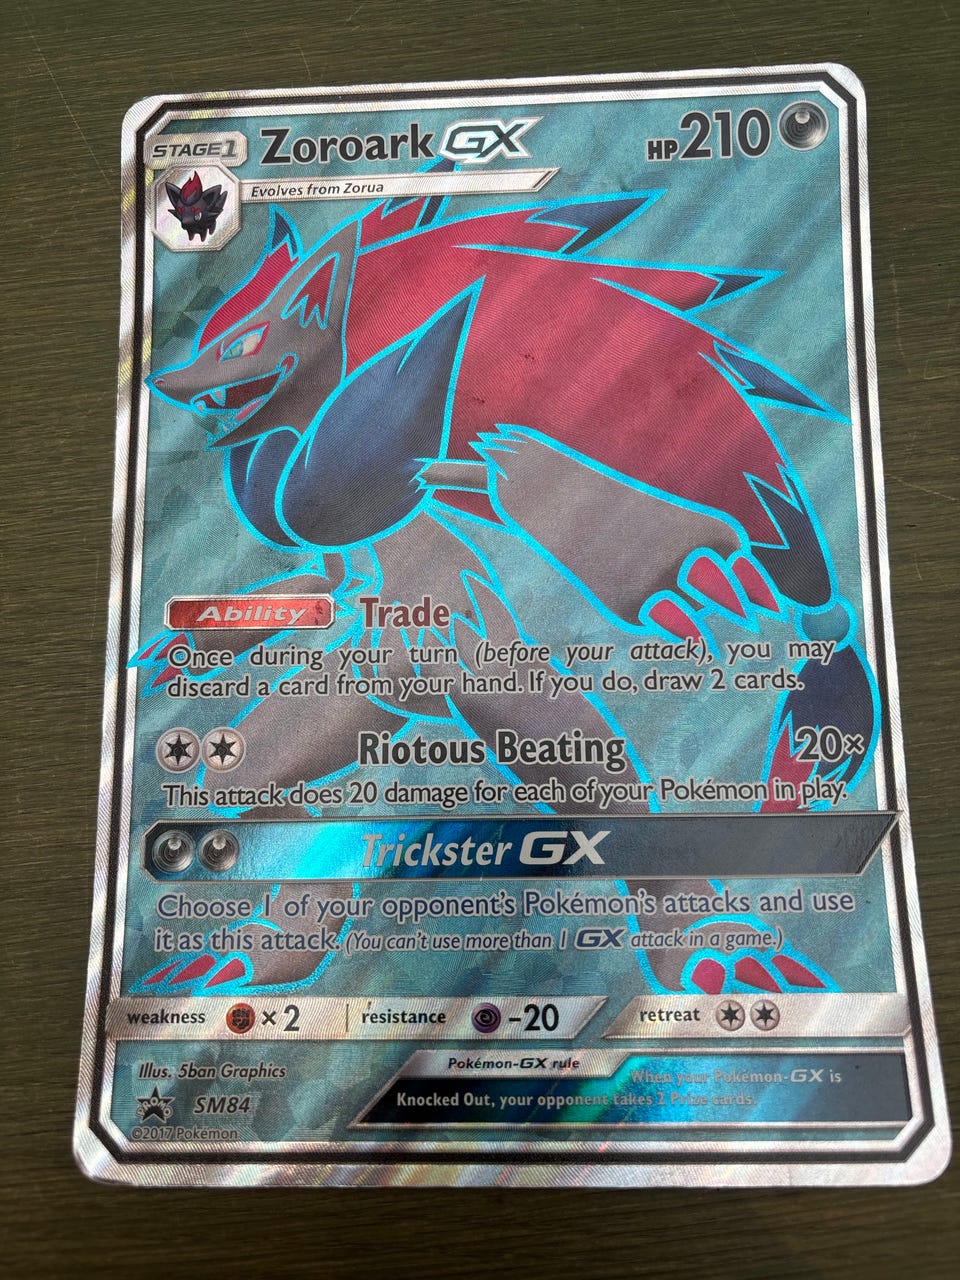 STAGE1 Zoroark GX HP210
Evolves from Zorua
Ability Trade
Once during your turn (before your attack), you may
discard a card from your hand. If you do, draw 2 cards.
Riotous Beating 20×
This attack does 20 damage for each of your Pokémon in play.
Trickster GX
Choose 1 of your opponent's Pokémon's attacks and use
it as this attack. (You can't use more than 1 GX attack in a game.)
weakness ×2 resistance -20 retreat
Illus. 5ban Graphics
Pokémon-GX rule
When your Pokémon-GX is
Knocked Out, your opponent takes 2 Prize cards.
PROMO SM84
©2017 Pokémon